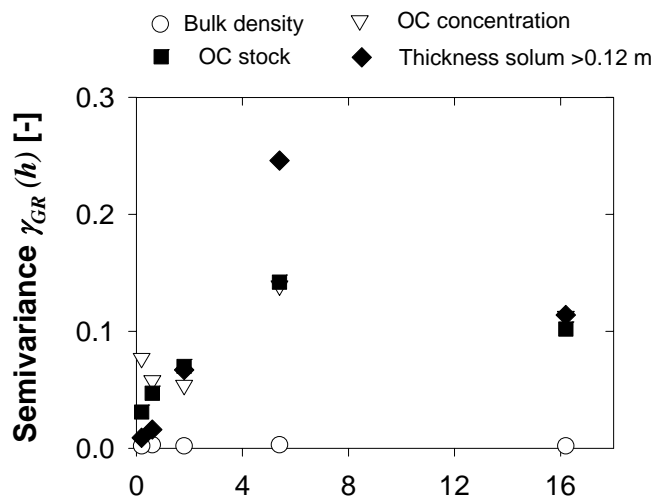 Bulk density
OC concentration
OC stock
Thickness solum >0.12 m
0.3
0.2
0.1
0.0
Semivariance γGR (h) [-]
0 4 8 12 16